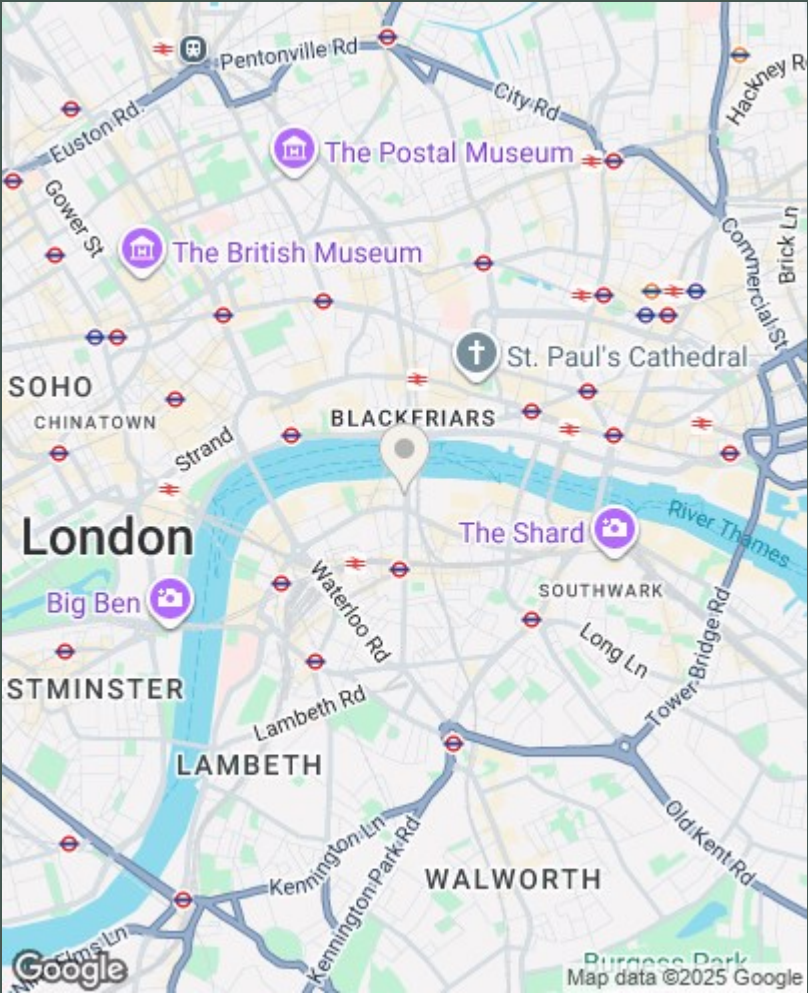 Pentonville Rd
City Rd
Hackney R
Euston Rd.
The Postal Museum
Gower St
The British Museum
Commercial St
Brick Ln
St. Paul's Cathedral
SOHO
CHINATOWN
BLACKFRIARS
Strand
London
The Shard
River Thames
Big Ben
Waterloo Rd
SOUTHWARK
Long Ln
Tower Bridge Rd
STMINSTER
Lambeth Rd
LAMBETH
Old Kent Rd
Kennington Ln
Kennington Park Rd
WALWORTH
Elms Ln
Burgess Park
Google
Map data ©2025 Google